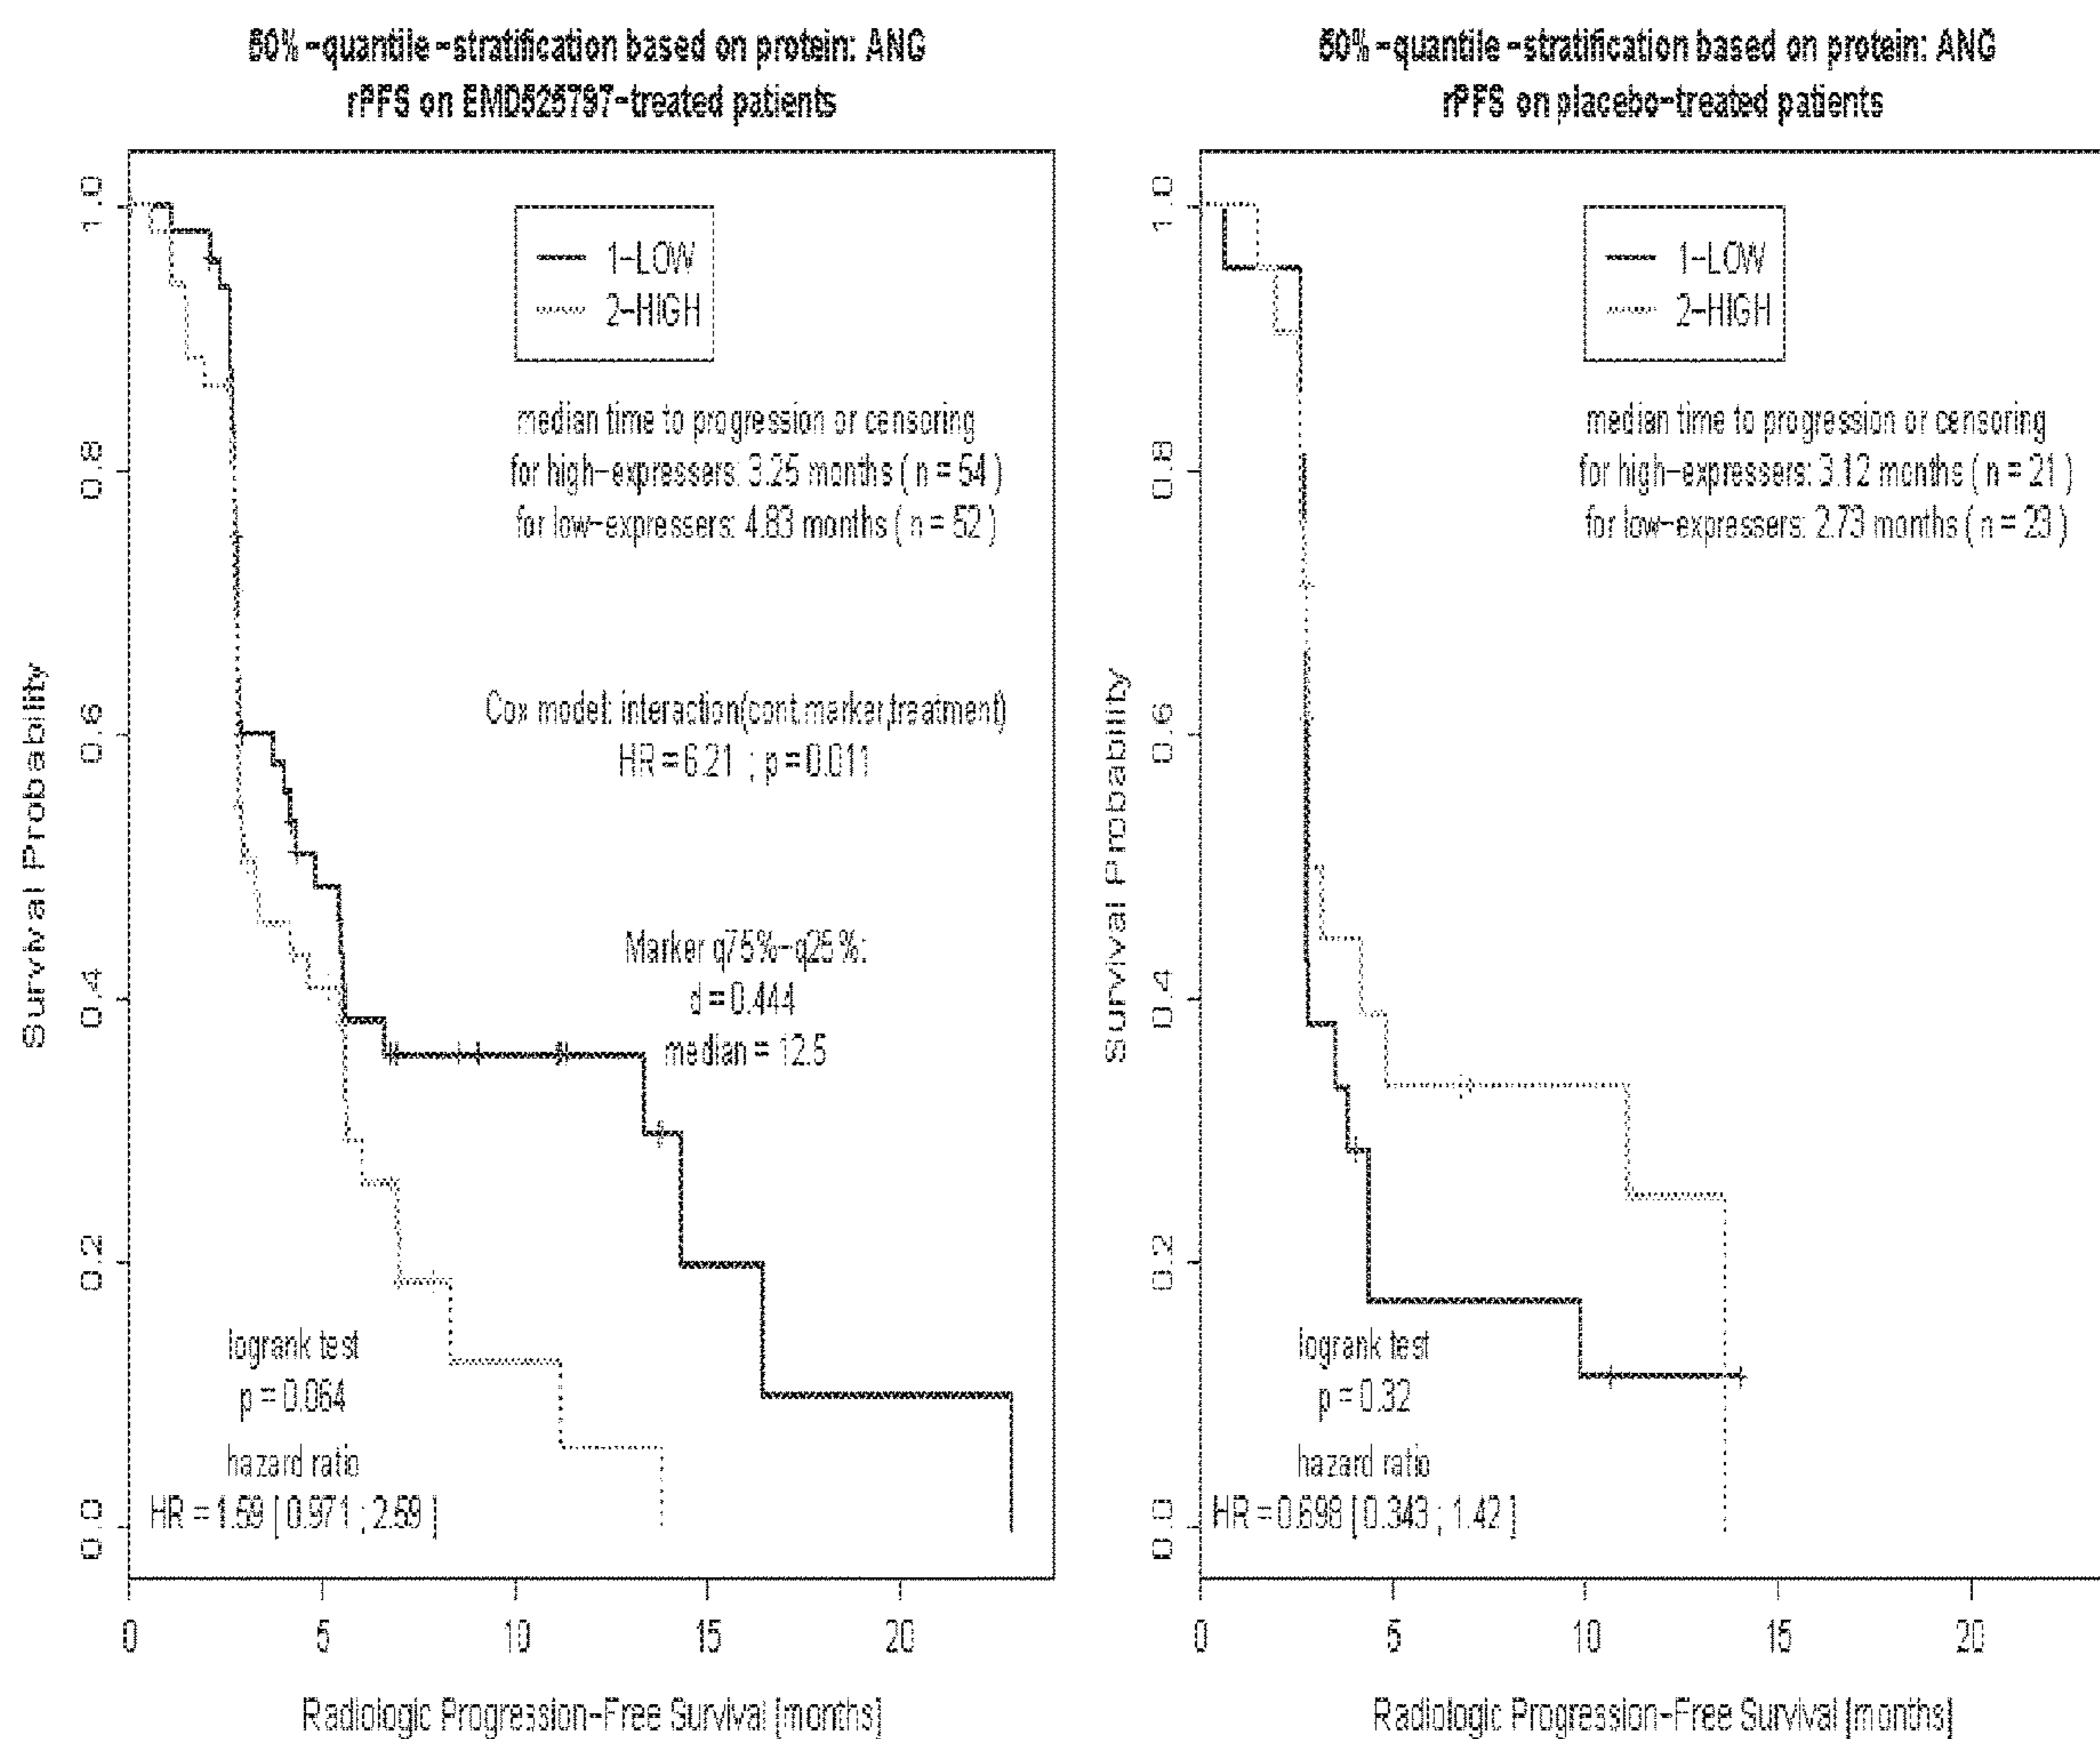 50%-quantile-stratification based on protein: ANG
rPFS on EMD525797-treated patients
1-LOW
2-HIGH
median time to progression or censoring
for high-expressers: 3.25 months ( n = 54 )
for low-expressers: 4.83 months ( n = 52 )
Cox model: interaction(cont.marker,treatment)
HR = 6.21 ; p = 0.011
Marker q75%-q25%:
d = 0.444
median = 12.5
logrank test
p = 0.064
hazard ratio
HR = [ 0.971 ; ]
Survival Probability
1.0
0.8
0.6
0.4
0.2
0.0
0
5
10
15
20
Radiologic Progression-Free Survival [months]
50%-quantile-stratification based on protein: ANG
rPFS on placebo-treated patients
1-LOW
2-HIGH
median time to progression or censoring
for high-expressers: 3.12 months ( n = 21 )
for low-expressers: 2.73 months ( n = 23 )
logrank test
p = 0.32
hazard ratio
HR = 0.698 [ 0.343 ; 1.42 ]
Survival Probability
1.0
0.8
0.6
0.4
0.2
0.0
0
5
10
15
20
Radiologic Progression-Free Survival [months]